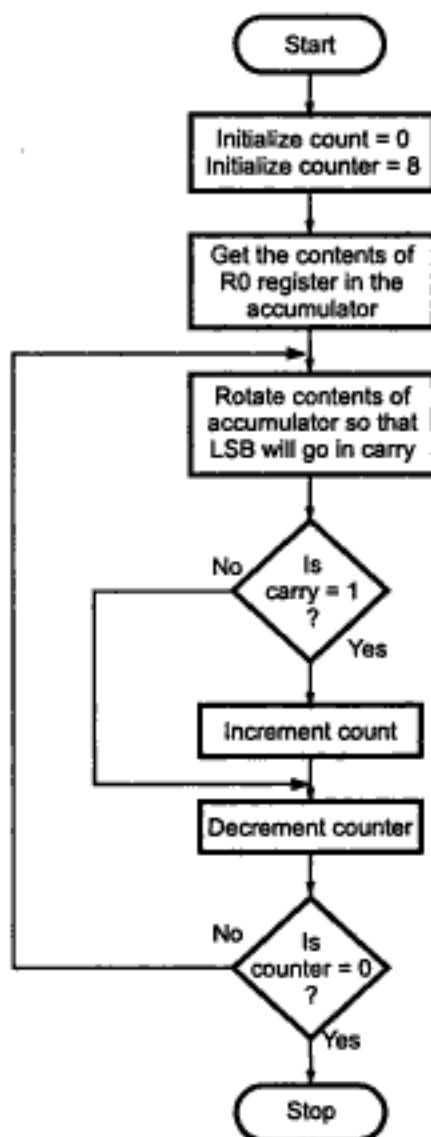 Start
Initialize count = 0
Initialize counter = 8
Get the contents of
R0 register in the
accumulator
Rotate contents of
accumulator so that
LSB will go in carry
No
Is
carry = 1
?
Yes
Increment count
Decrement counter
No
Is
counter = 0
?
Yes
Stop